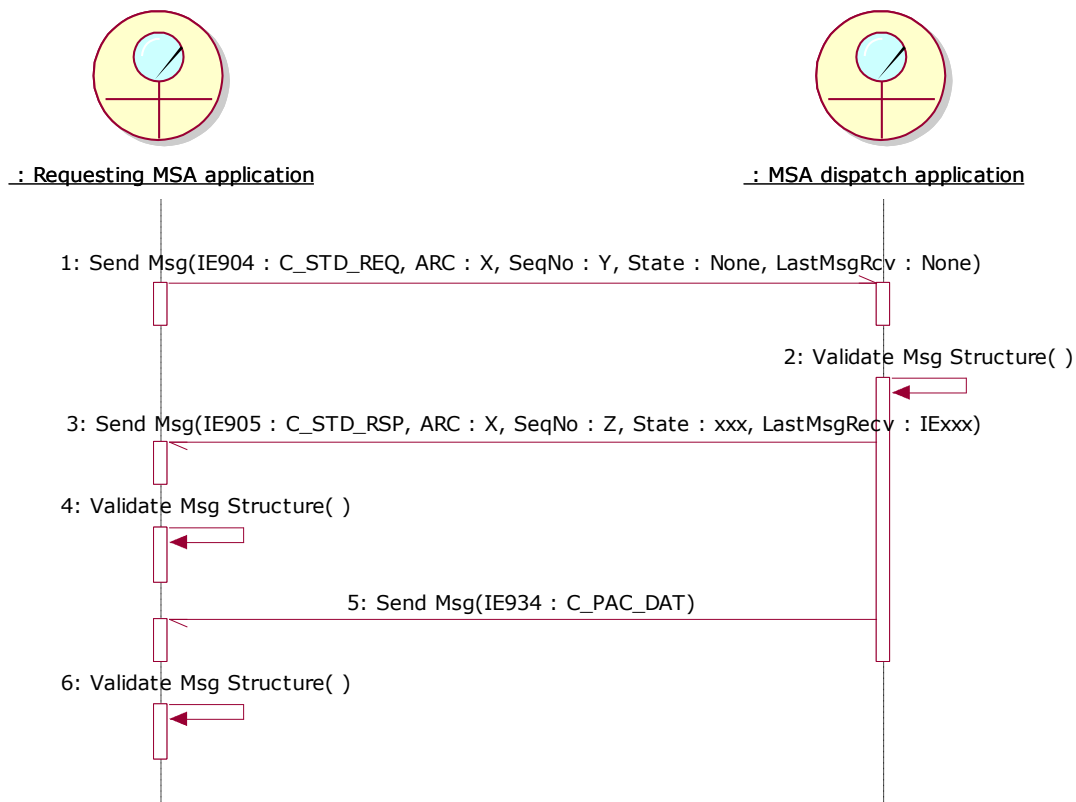 : Requesting MSA application
: MSA dispatch application
1: Send Msg(IE904 : C_STD_REQ, ARC : X, SeqNo : Y, State : None, LastMsgRcv : None)
2: Validate Msg Structure( )
3: Send Msg(IE905 : C_STD_RSP, ARC : X, SeqNo : Z, State : xxx, LastMsgRecv : IExxx)
4: Validate Msg Structure( )
5: Send Msg(IE934 : C_PAC_DAT)
6: Validate Msg Structure( )